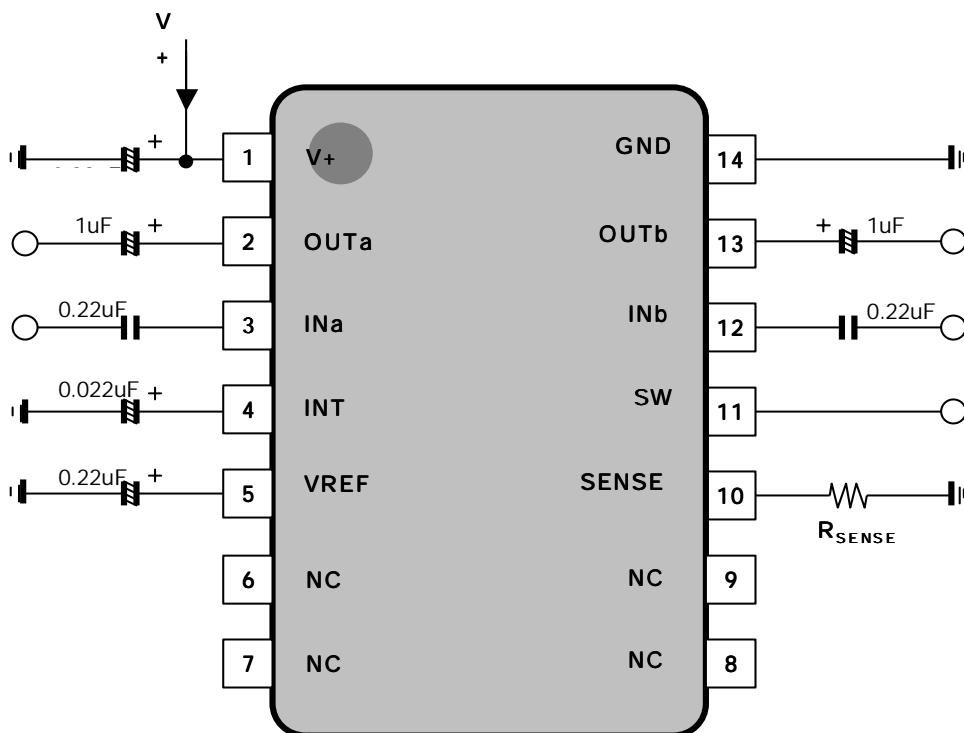 V
+
+ 1 V+ GND 14
1uF + 2 OUTa OUTb 13 + 1uF
0.22uF 3 INa INb 12 0.22uF
0.022uF + 4 INT SW 11
0.22uF + 5 VREF SENSE 10
RSENSE
6 NC NC 9
7 NC NC 8